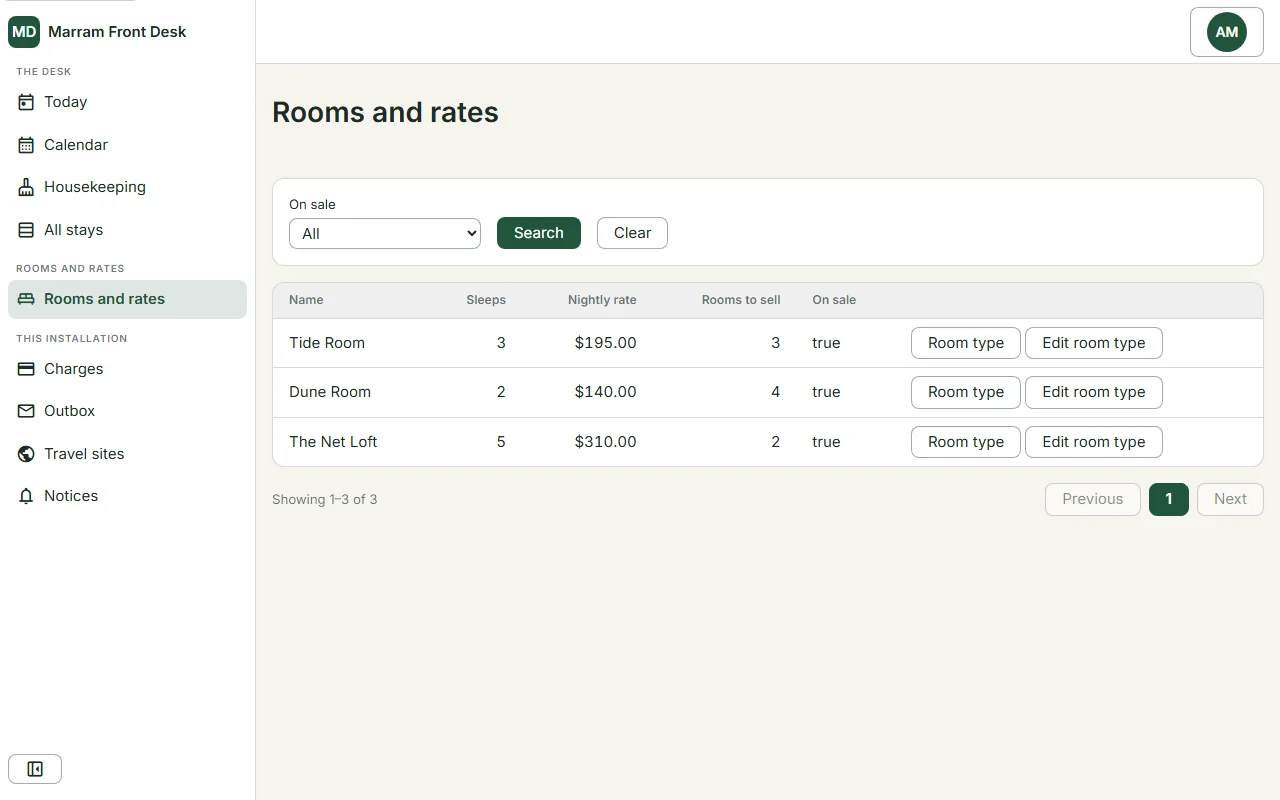 MD Marram Front Desk
THE DESK
Today
Calendar
Housekeeping
All stays
ROOMS AND RATES
Rooms and rates
THIS INSTALLATION
Charges
Outbox
Travel sites
Notices
AM
Rooms and rates
On sale
All Search Clear
Name Sleeps Nightly rate Rooms to sell On sale
Tide Room 3 $195.00 3 true Room type Edit room type
Dune Room 2 $140.00 4 true Room type Edit room type
The Net Loft 5 $310.00 2 true Room type Edit room type
Showing 1–3 of 3 Previous 1 Next